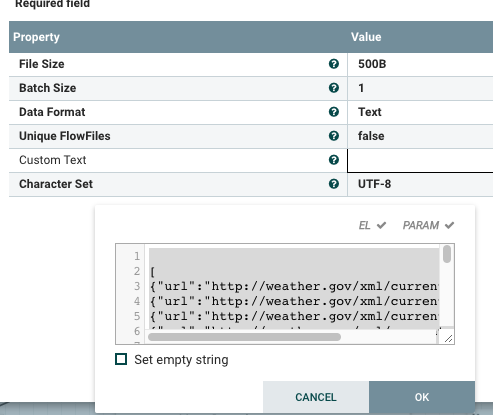 Required field
Property Value
File Size 500B
Batch Size 1
Data Format Text
Unique FlowFiles false
Custom Text
Character Set UTF-8
EL PARAM
1
2 [
3 {"url":"http://weather.gov/xml/curren
4 {"url":"http://weather.gov/xml/curren
5 {"url":"http://weather.gov/xml/curren
6
Set empty string
CANCEL OK